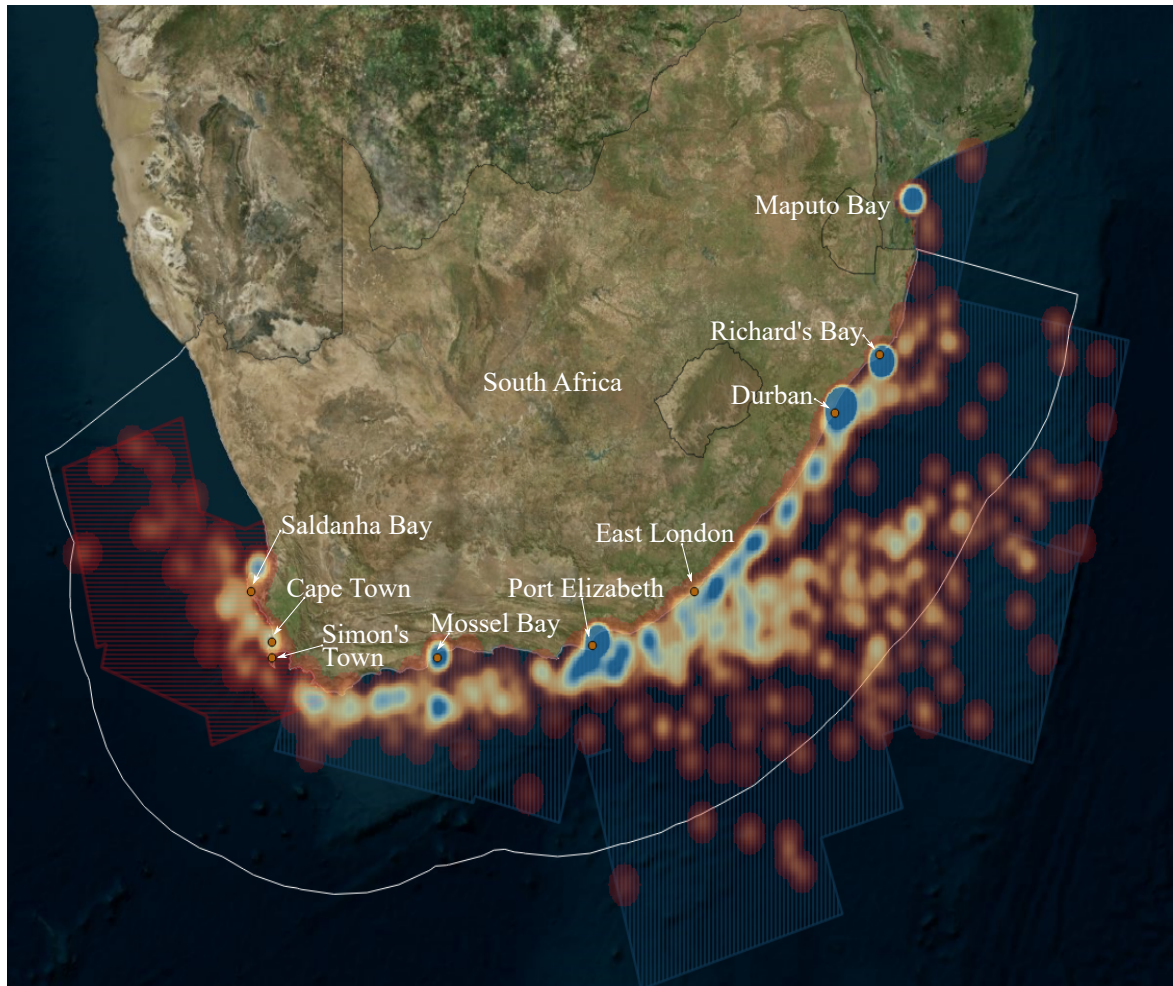 Maputo Bay
Richard's Bay
South Africa
Durban
Saldanha Bay
East London
Cape Town
Port Elizabeth
Mossel Bay
Simon's
Town